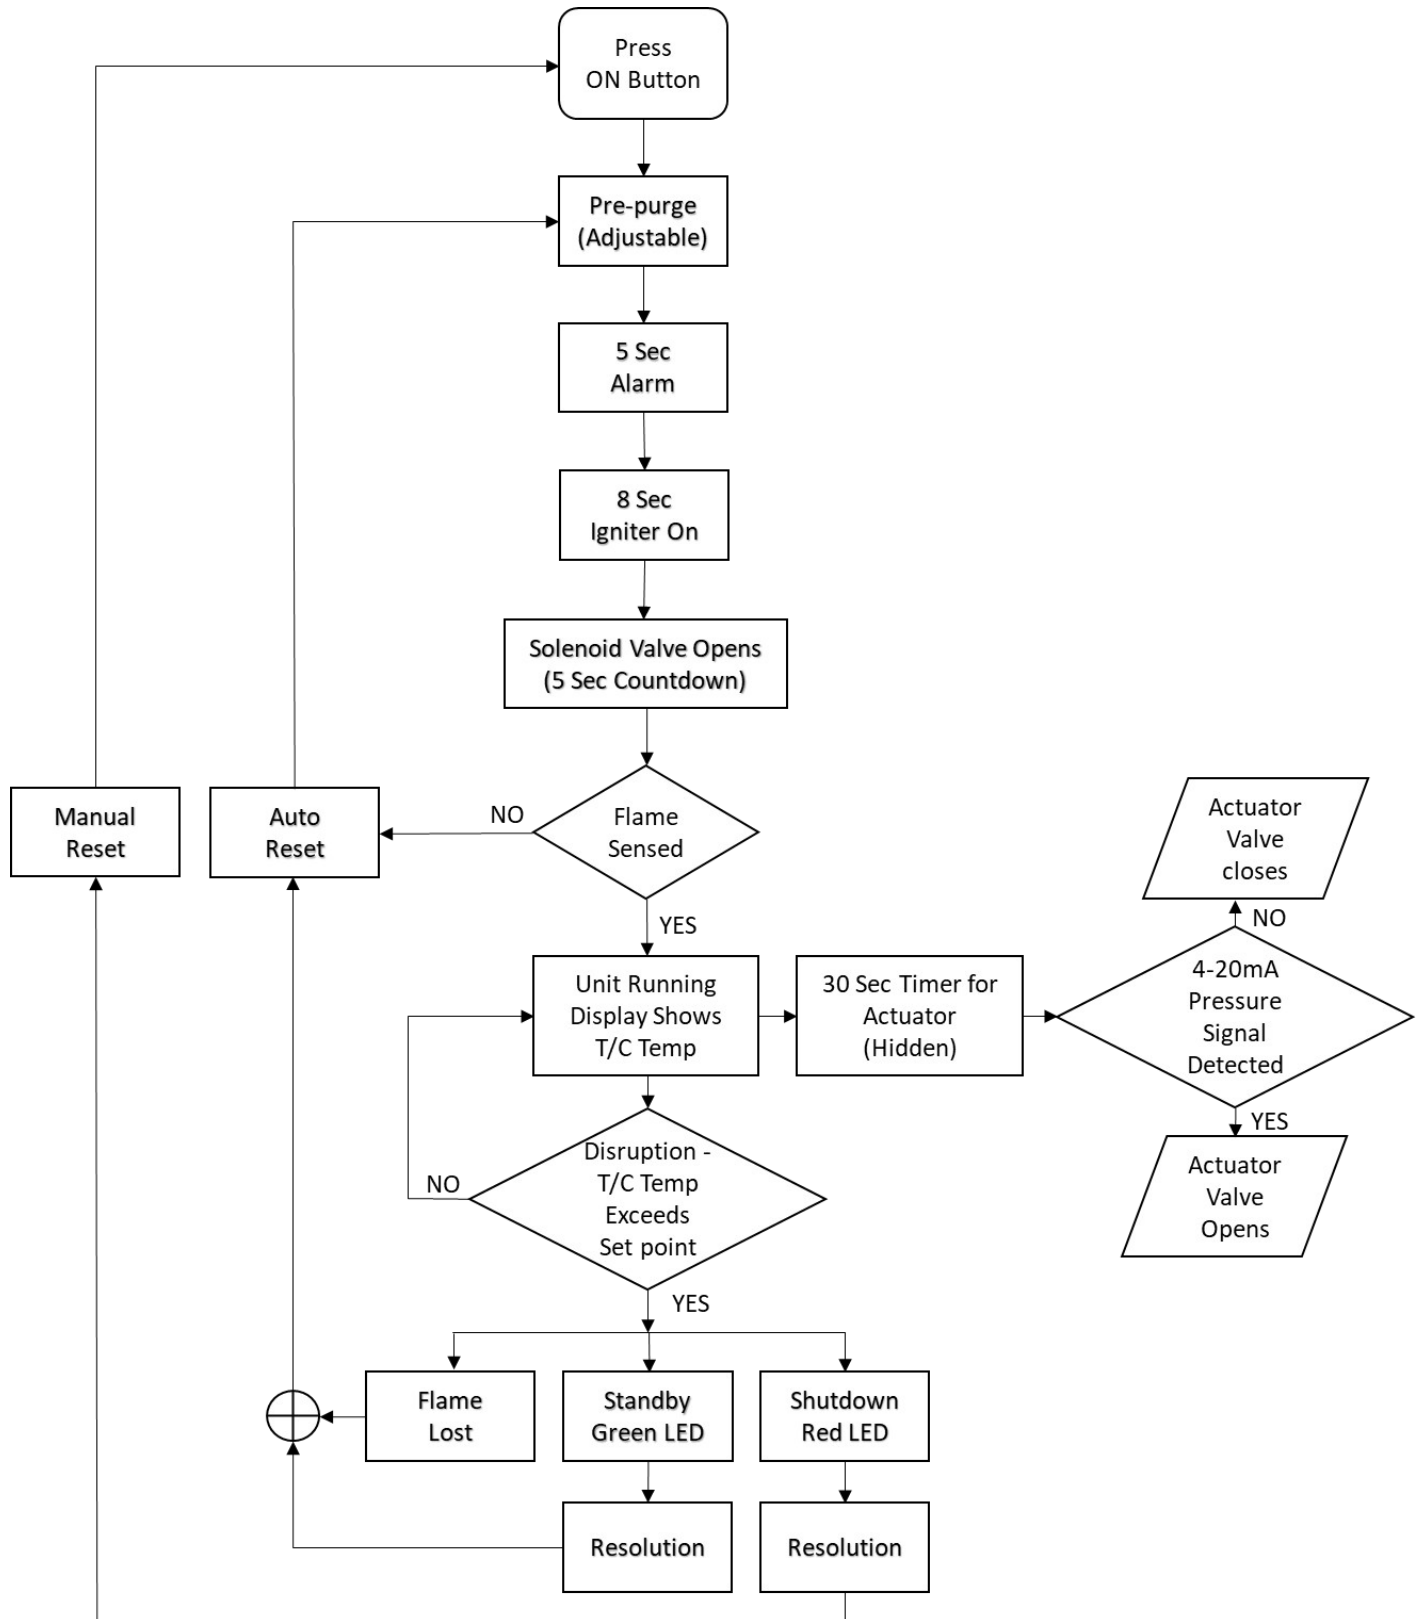 Press
ON Button
Pre-purge
(Adjustable)
5 Sec
Alarm
8 Sec
Igniter On
Solenoid Valve Opens
(5 Sec Countdown)
Manual
Reset
Auto
Reset
NO
Flame
Sensed
YES
Actuator
Valve
closes
NO
Unit Running
Display Shows
T/C Temp
30 Sec Timer for
Actuator
(Hidden)
4-20mA
Pressure
Signal
Detected
YES
Actuator
Valve
Opens
Disruption -
T/C Temp
Exceeds
Set point
NO
YES
Flame
Lost
Standby
Green LED
Shutdown
Red LED
Resolution
Resolution